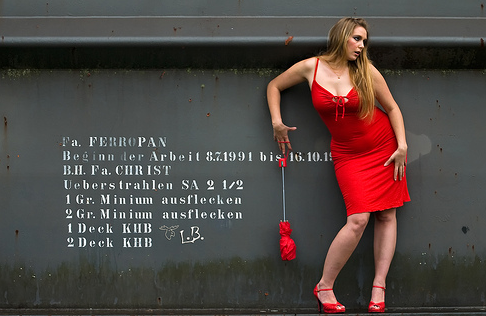 Fa. FERROPAN
Beginn der Arbeit 8.7.1991 bis 16.10.19
B.H. Fa. CHRIST
Ueberstrahlen SA 2 1/2
1 Gr. Minium ausflecken
2 Gr. Minium ausflecken
1 Deck KHB
2 Deck KHB L.B.